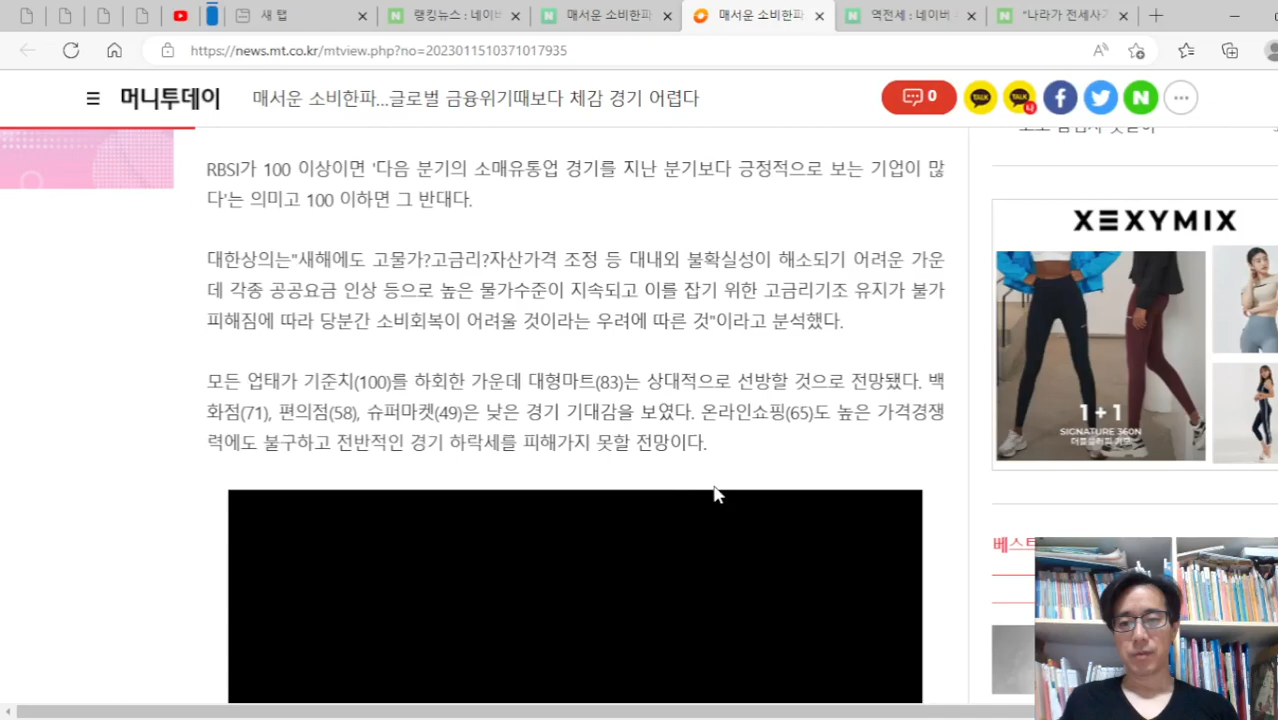 새 탭
랭킹뉴스 : 네이버
매서운 소비한파
매서운 소비한파
역전세 : 네이버
"나라가 전세사기
https://news.mt.co.kr/mtview.php?no=2023011510371017935
머니투데이
매서운 소비한파...글로벌 금융위기때보다 체감 경기 어렵다
0
TALK
TALK
나
N
RBSI가 100 이상이면 '다음 분기의 소매유통업 경기를 지난 분기보다 긍정적으로 보는 기업이 많
다'는 의미고 100 이하면 그 반대다.
대한상의는"새해에도 고물가?고금리?자산가격 조정 등 대내외 불확실성이 해소되기 어려운 가운
데 각종 공공요금 인상 등으로 높은 물가수준이 지속되고 이를 잡기 위한 고금리기조 유지가 불가
피해짐에 따라 당분간 소비회복이 어려울 것이라는 우려에 따른 것"이라고 분석했다.
모든 업태가 기준치(100)를 하회한 가운데 대형마트(83)는 상대적으로 선방할 것으로 전망됐다. 백
화점(71), 편의점(58), 슈퍼마켓(49)은 낮은 경기 기대감을 보였다. 온라인쇼핑(65)도 높은 가격경쟁
력에도 불구하고 전반적인 경기 하락세를 피해가지 못할 전망이다.
XEXYMIX
1 + 1
SIGNATURE 360N
베스트